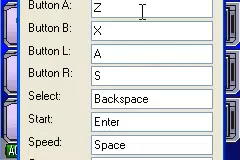 Button A: Z
Button B: X
Button L: A
Button R: S
Select: Backspace
Start: Enter
Speed: Space